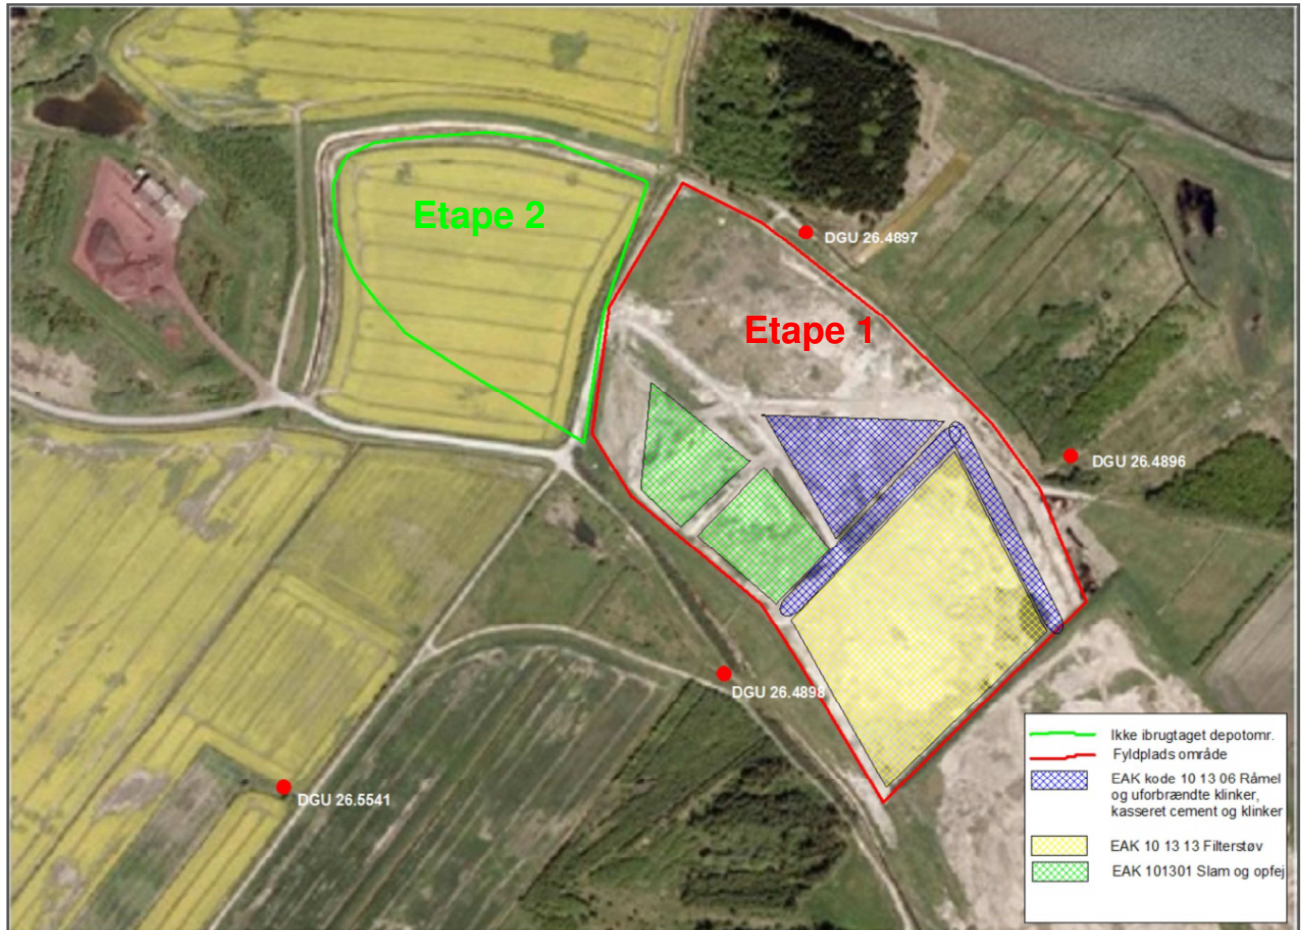 Etape 2
DGU 26.4897
Etape 1
DGU 26.4896
DGU 26.4898
DGU 26.5541
Ikke ibrugtaget depotomr.
Fyldplads område
EAK kode 10 13 06 Råmel
og uforbrændte klinker,
kasseret cement og klinker
EAK 10 13 13 Filterstøv
EAK 101301 Slam og opfej